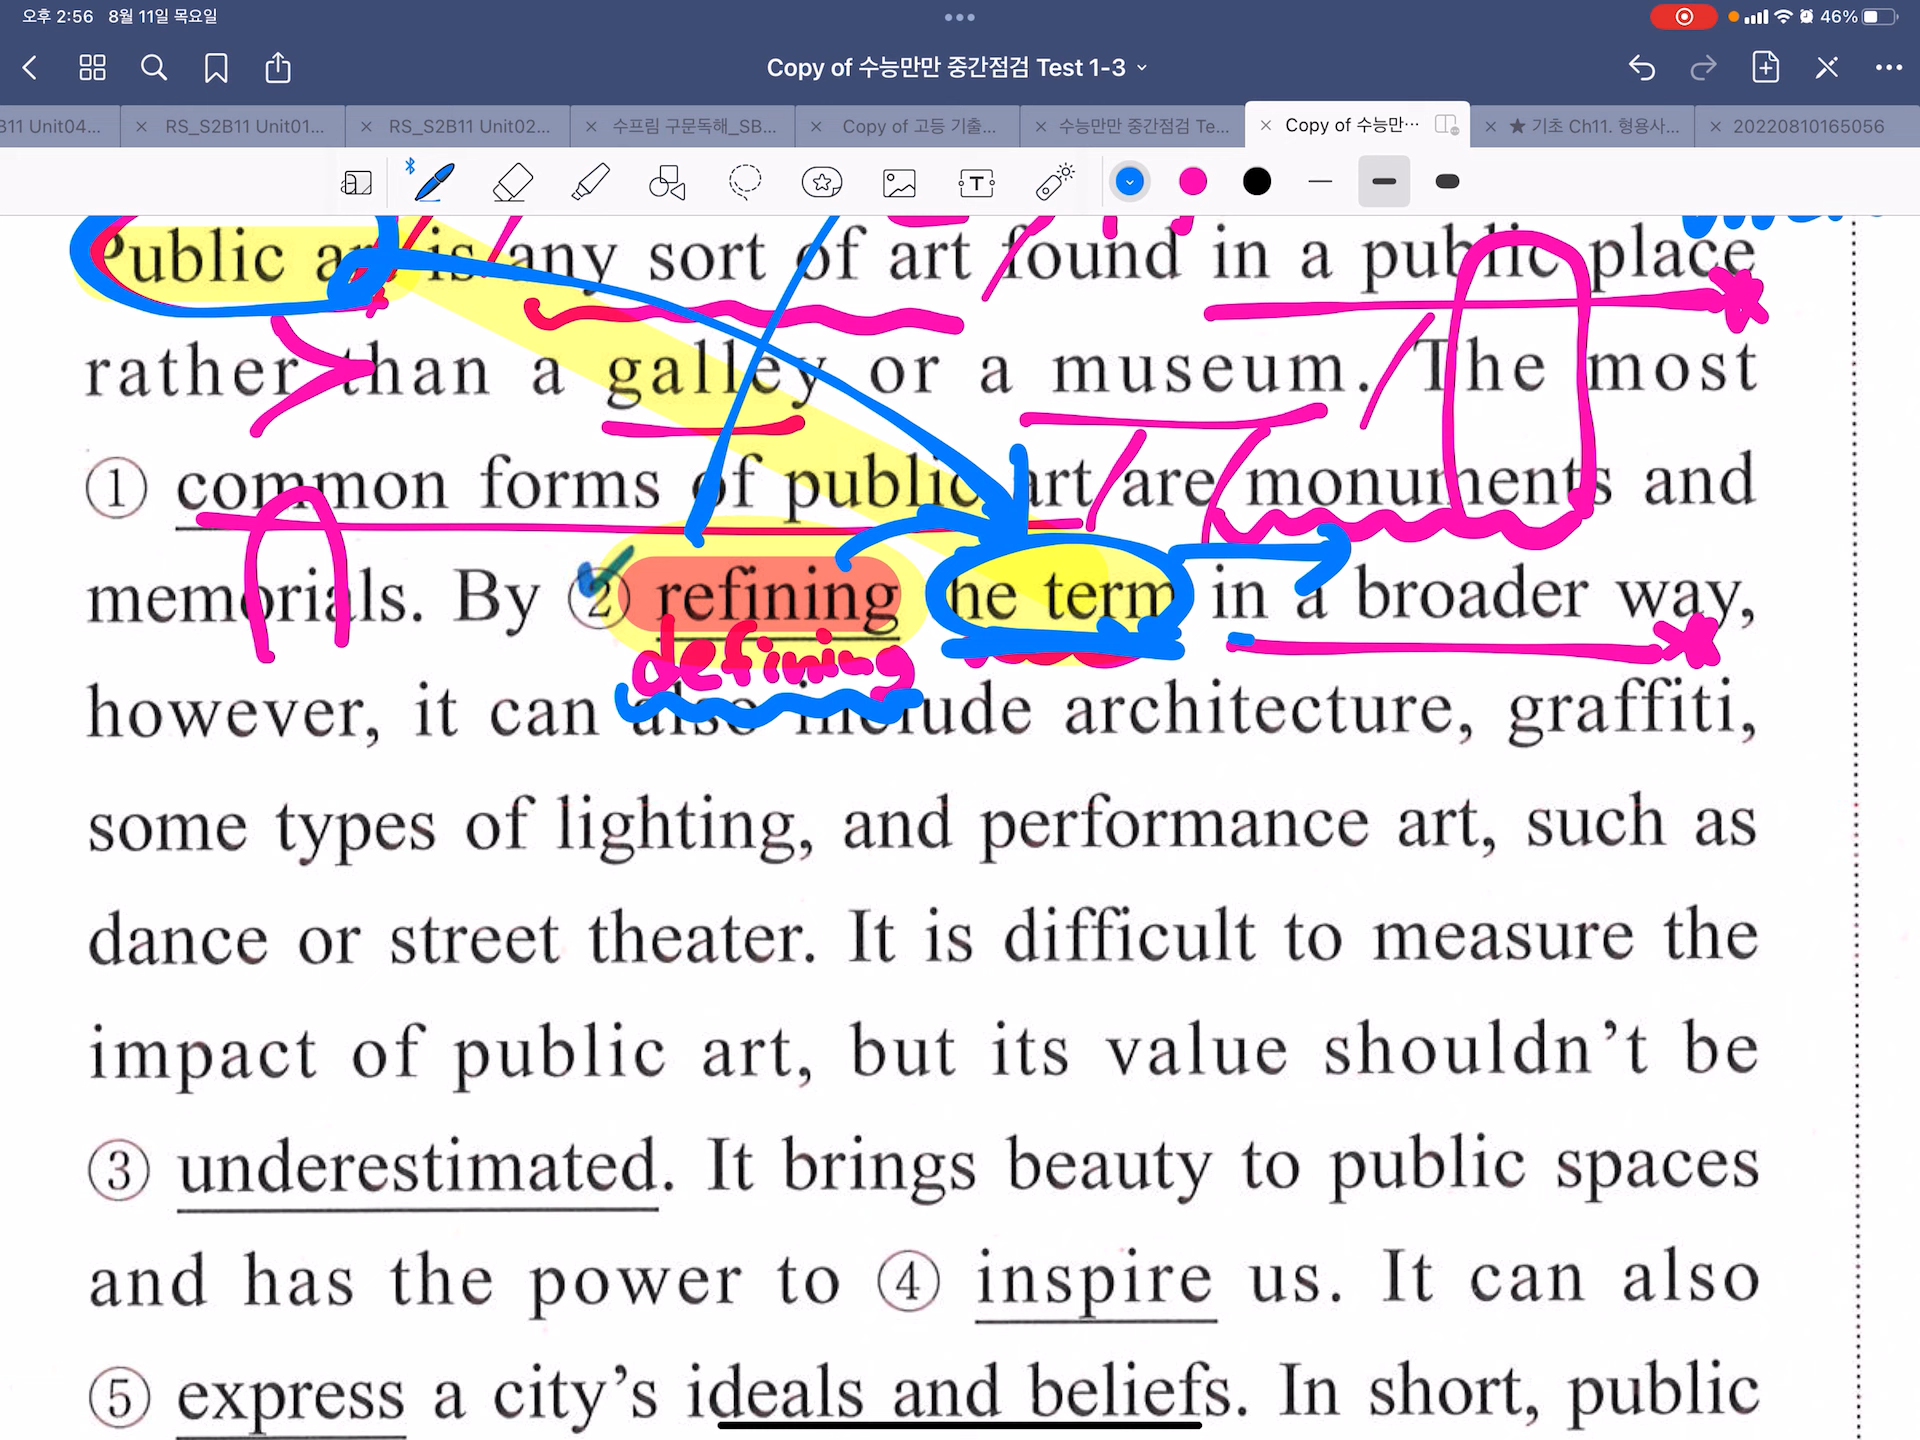 오후 2:56 8월 11일 목요일 46%
Copy of 수능만만 중간점검 Test 1-3
311 Unit04... RS_S2B11 Unit01... RS_S2B11 Unit02... 수프림 구문독해_SB... Copy of 고등 기출... 수능만만 중간점검 Te... Copy of 수능만... ★ 기초 Ch11. 형용사... 20220810165056
Public art is any sort of art found in a public place
rather than a galley or a museum. The most
① common forms of public art are monuments and
memorials. By ② refining the term in a broader way,
defining
however, it can also include architecture, graffiti,
some types of lighting, and performance art, such as
dance or street theater. It is difficult to measure the
impact of public art, but its value shouldn't be
③ underestimated. It brings beauty to public spaces
and has the power to ④ inspire us. It can also
⑤ express a city's ideals and beliefs. In short, public